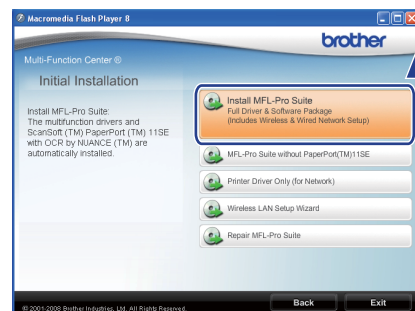 Macromedia Flash Player 8
brother
Multi-Function Center ®
Initial Installation
Install MFL-Pro Suite:
The multifunction drivers and
ScanSoft (TM) PaperPort (TM) 11SE
with OCR by NUANCE (TM) are
automatically installed.
Install MFL-Pro Suite
Full Driver & Software Package
(Includes Wireless & Wired Network Setup)
MFL-Pro Suite without PaperPort(TM)11SE
Printer Driver Only (for Network)
Wireless LAN Setup Wizard
Repair MFL-Pro Suite
© 2001-2008 Brother Industries, Ltd. All Rights Reserved.
Back
Exit